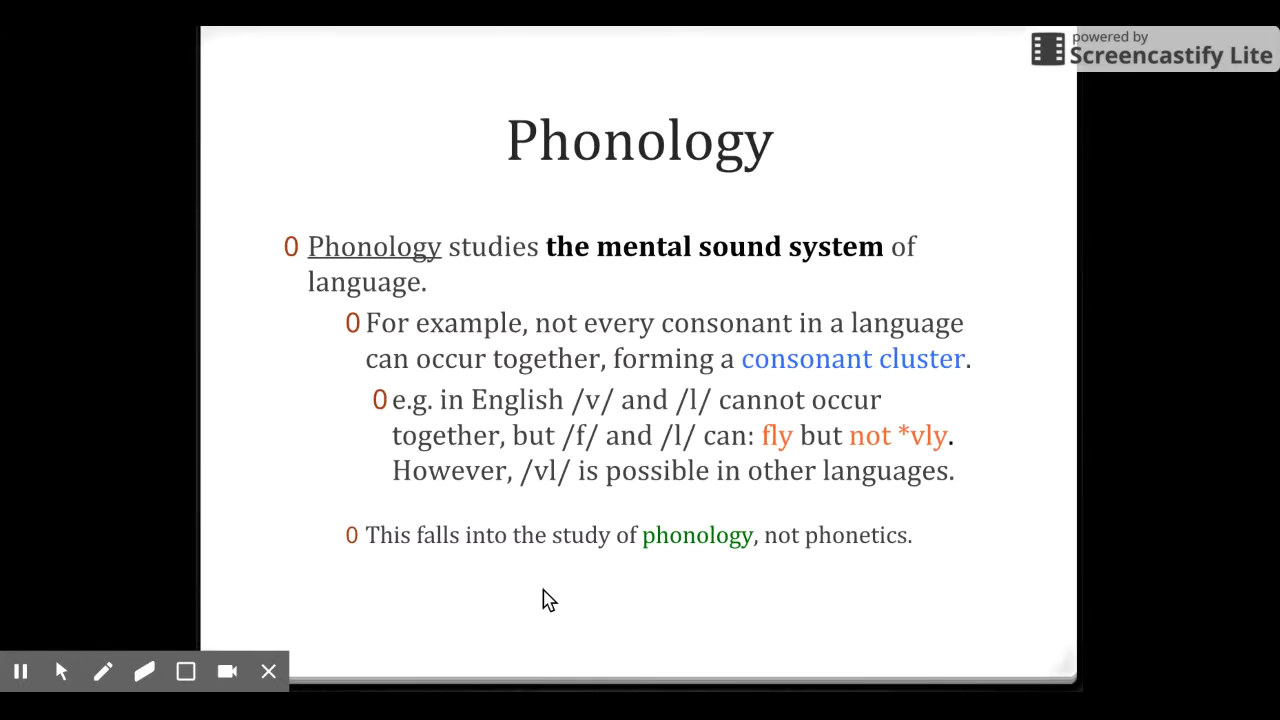 powered by
Screencastify Lite
Phonology
0 Phonology studies the mental sound system of
language.
0 For example, not every consonant in a language
can occur together, forming a consonant cluster.
0 e.g. in English /v/ and /l/ cannot occur
together, but /f/ and /l/ can: fly but not *vly.
However, /vl/ is possible in other languages.
0 This falls into the study of phonology, not phonetics.